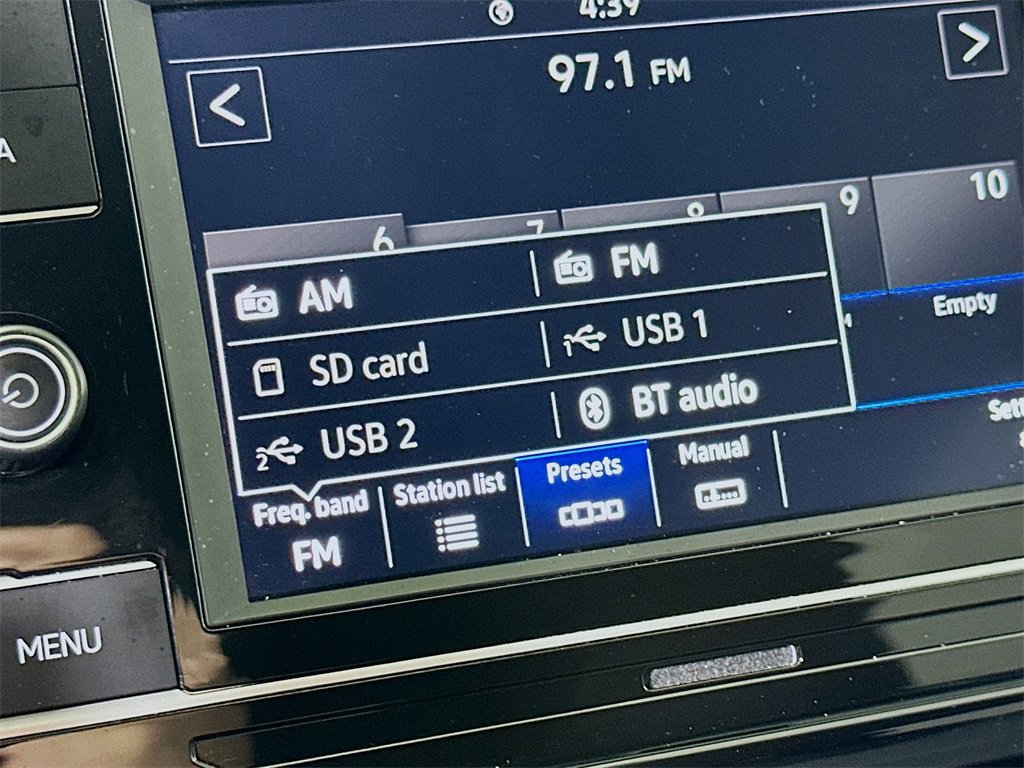 4:39
97.1 FM
A
6 7 8 9 10
AM FM
SD card USB 1
2 USB 2 BT audio
Empty
Freq. band Station list Presets Manual
FM
MENU